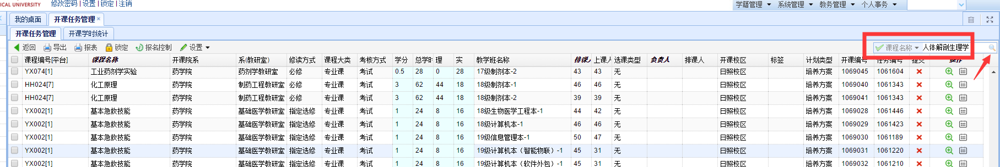 ICAL UNIVERSITY 修改密码 | 设置 | 锁定 | 注销 学籍管理 系统管理 教务管理 个人事务
我的桌面 开课任务管理 ×
开课任务管理 开课学时统计
返回 导出 报表 锁定 报名控制 设置 课程名称 人体解剖生理学
课程编号[平台] 课程名称 开课院系 系(教研室) 修读方式 课程大类 考核方式 学分 总学时 理 实 教学班名称 排课人 上课人 选课类型 负责人 排课人 开课校区 标签 计划类型 开课编号 任务编号 提交 操作
YX074[1] 工业药剂学实验 药学院 药剂学教研室 必修 专业课 考试 0.5 28 0 28 17级制剂本-2 43 43 无 日照校区 培养方案 1069045 1061604
HH024[7] 化工原理 药学院 制药工程教研室 必修 专业课 考试 3 62 44 18 18级制剂本-1 46 46 无 日照校区 培养方案 1069040 1061343
HH024[7] 化工原理 药学院 制药工程教研室 必修 专业课 考试 3 62 44 18 18级制剂本-2 39 39 无 日照校区 培养方案 1069041 1061343
YX002[1] 基本急救技能 药学院 基础医学教研室 指定选修 专业课 考试 1 24 8 16 18级生物医学工程本-1 44 42 无 日照校区 培养方案 1069028 1061446
YX002[1] 基本急救技能 药学院 基础医学教研室 指定选修 专业课 考试 1 24 8 16 18级计算机本-1 46 46 无 日照校区 培养方案 1069029 1061423
YX002[1] 基本急救技能 药学院 基础医学教研室 指定选修 专业课 考试 1 24 8 16 19级信息管理本-1 50 47 无 日照校区 培养方案 1069030 1061189
YX002[1] 基本急救技能 药学院 基础医学教研室 指定选修 专业课 考试 1 24 8 16 19级计算机本（智能物联）-1 45 31 无 日照校区 培养方案 1069031 1061220
YX002[1] 基本急救技能 药学院 基础医学教研室 指定选修 专业课 考试 1 24 8 16 19级计算机本（软件外包）-1 45 31 无 日照校区 培养方案 1069032 1061210